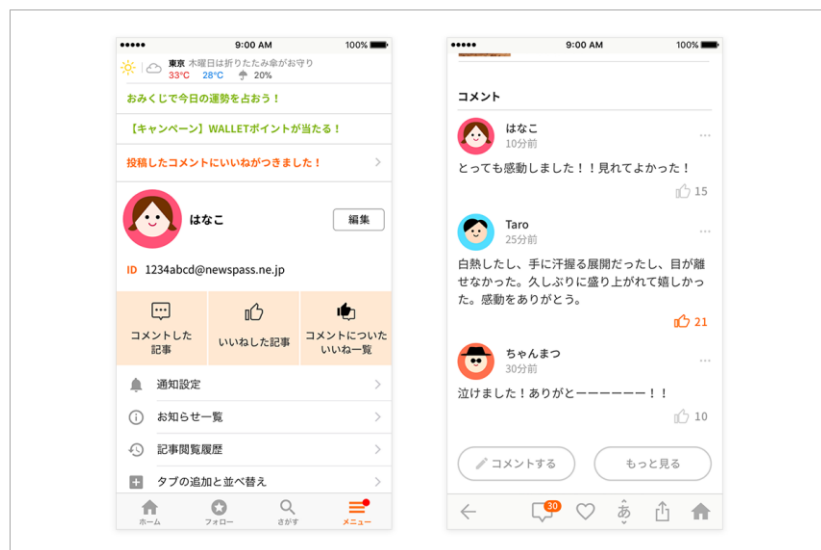 9:00 AM
100%
東京 木曜日は折りたたみ傘がお守り
33°C 28°C 20%
おみくじで今日の運勢を占おう！
【キャンペーン】WALLETポイントが当たる！
投稿したコメントにいいねがつきました！
はなこ
編集
ID 1234abcd@newspass.ne.jp
コメントした
記事
いいねした記事
コメントについた
いいね一覧
通知設定
お知らせ一覧
記事閲覧履歴
タブの追加と並べ替え
ホーム
フォロー
さがす
メニュー
9:00 AM
100%
コメント
はなこ
10分前
とっても感動しました！！見れてよかった！
15
Taro
25分前
白熱したし、手に汗握る展開だったし、目が離
せなかった。久しぶりに盛り上がれて嬉しかっ
た。感動をありがとう。
21
ちゃんまつ
30分前
泣けました！ありがとーーーーーー！！
10
コメントする
もっと見る
30
あ